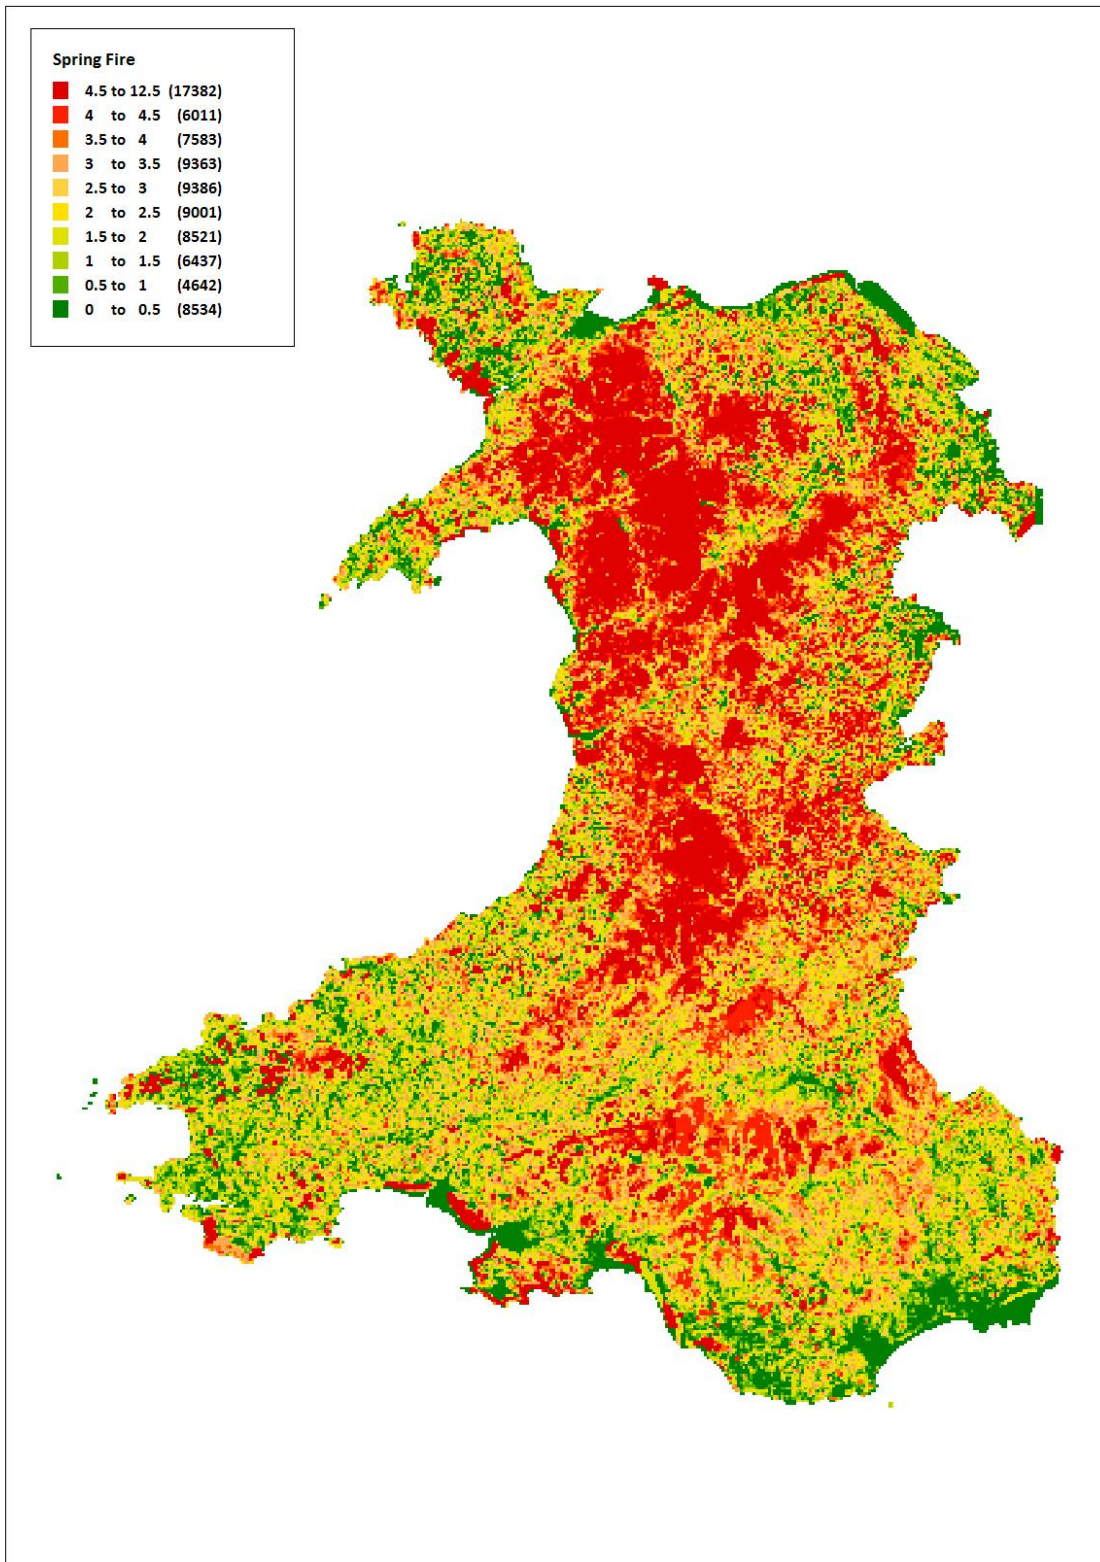 Spring Fire
4.5 to 12.5 (17382)
4 to 4.5 (6011)
3.5 to 4 (7583)
3 to 3.5 (9363)
2.5 to 3 (9386)
2 to 2.5 (9001)
1.5 to 2 (8521)
1 to 1.5 (6437)
0.5 to 1 (4642)
0 to 0.5 (8534)